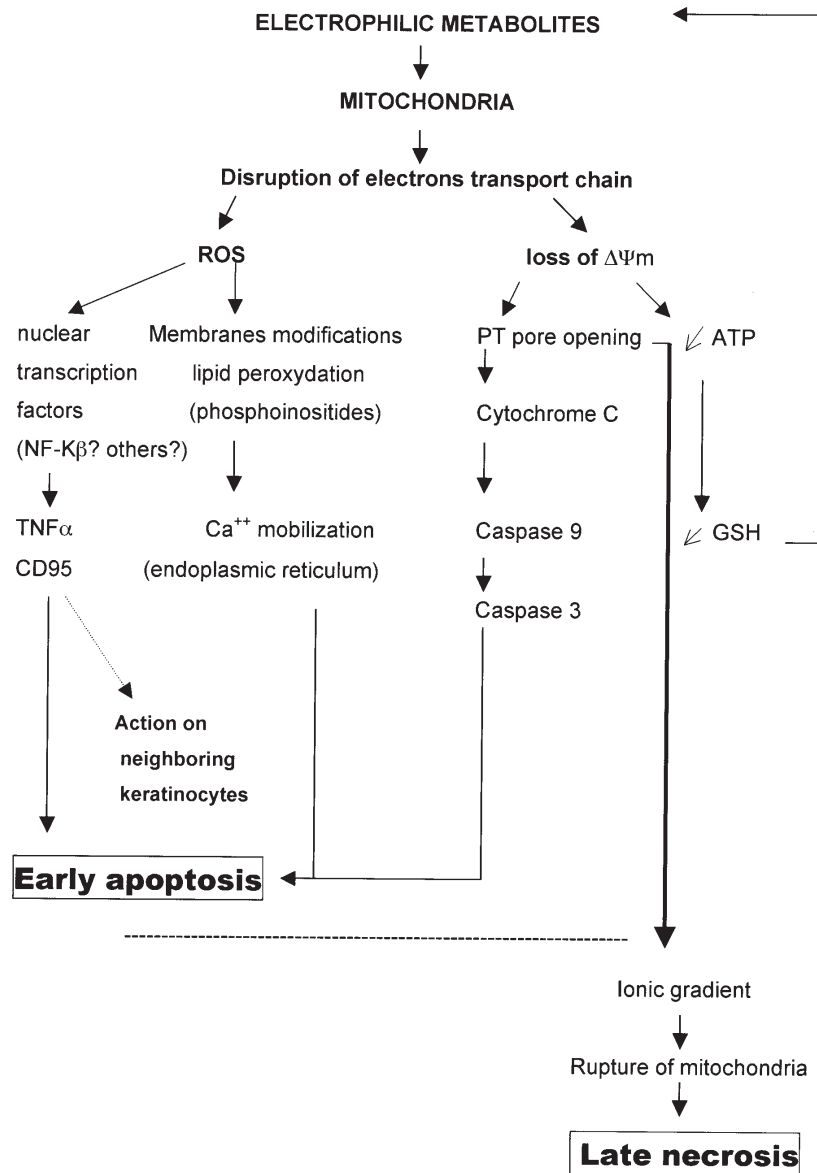 ELECTROPHILIC METABOLITES
MITOCHONDRIA
Disruption of electrons transport chain
ROS
loss of ΔΨm
nuclear
transcription
factors
(NF-Kβ? others?)
Membranes modifications
lipid peroxydation
(phosphoinositides)
PT pore opening
ATP
Cytochrome C
TNFα
CD95
Ca⁺⁺ mobilization
(endoplasmic reticulum)
Caspase 9
GSH
Caspase 3
Action on
neighboring
keratinocytes
Early apoptosis
Ionic gradient
Rupture of mitochondria
Late necrosis